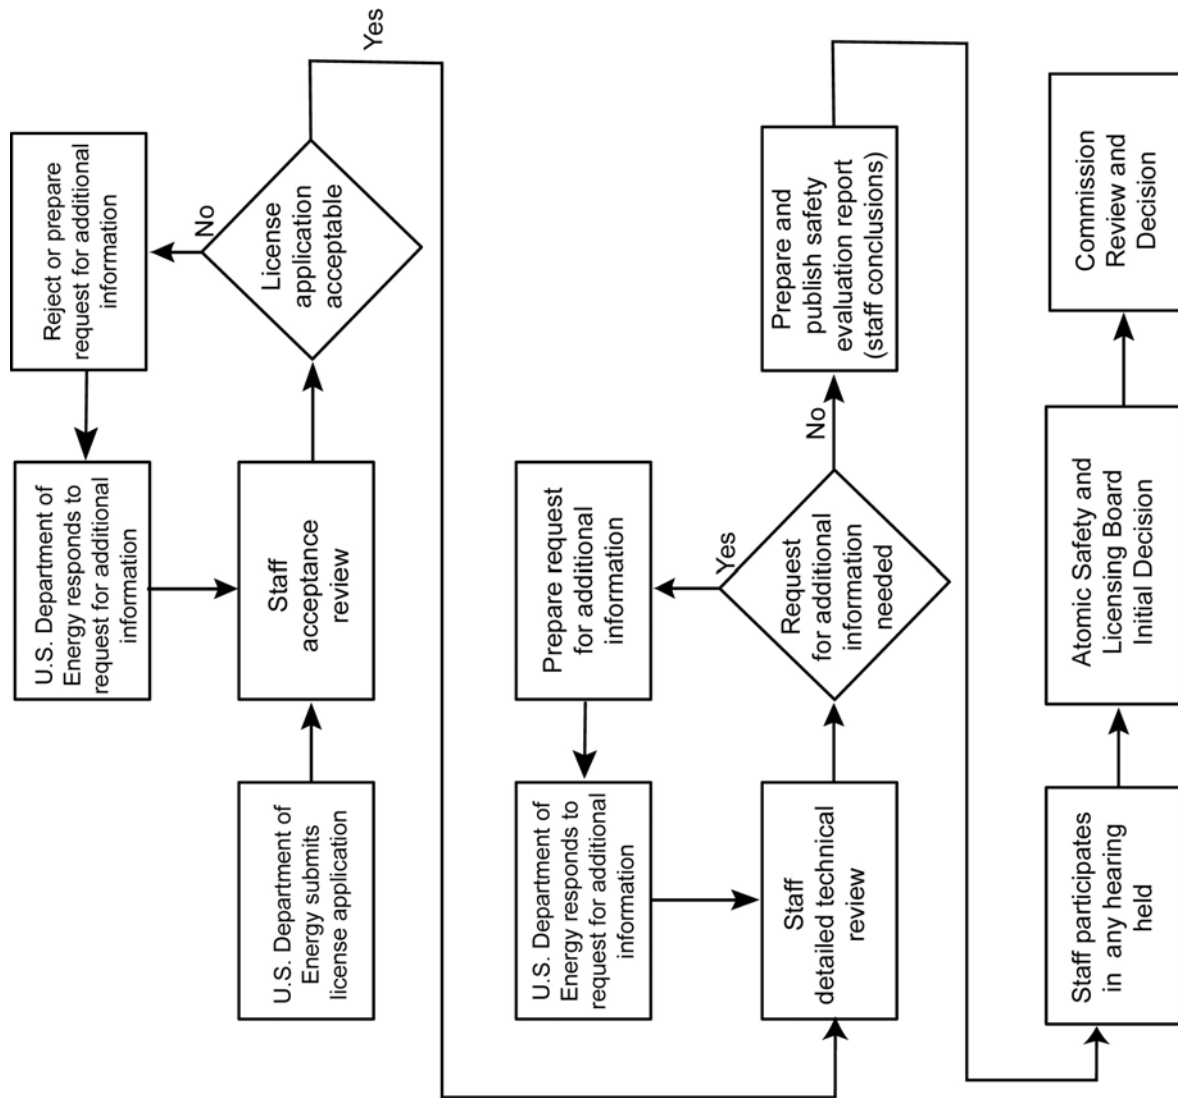 U.S. Department of
Energy submits
license application
Staff
acceptance
review
License
application
acceptable
No
Yes
Reject or prepare
request for additional
information
U.S. Department of
Energy responds to
request for additional
information
Staff
detailed technical
review
Request
for additional
information
needed
Yes
No
Prepare request
for additional
information
U.S. Department of
Energy responds to
request for additional
information
Prepare and
publish safety
evaluation report
(staff conclusions)
Staff participates
in any hearing
held
Atomic Safety and
Licensing Board
Initial Decision
Commission
Review and
Decision